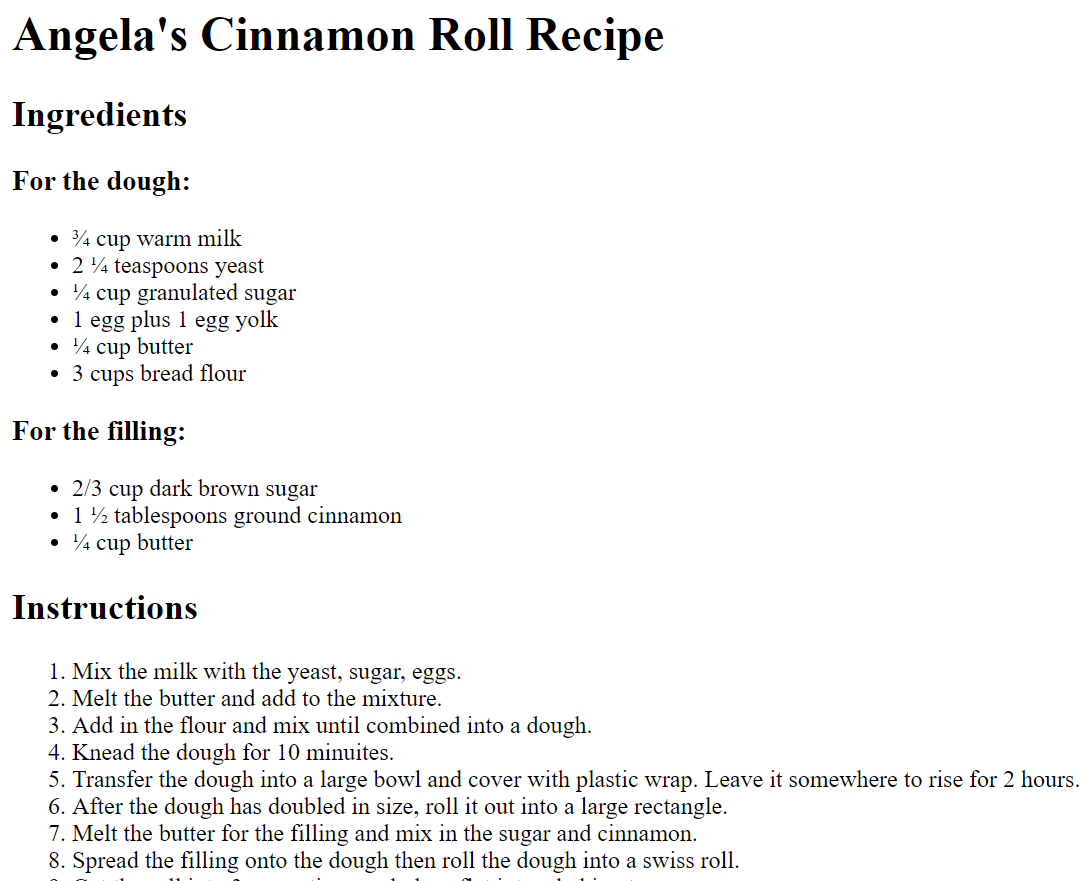 Angela's Cinnamon Roll Recipe
Ingredients
For the dough:
• ¾ cup warm milk
• 2 ¼ teaspoons yeast
• ¼ cup granulated sugar
• 1 egg plus 1 egg yolk
• ¼ cup butter
• 3 cups bread flour
For the filling:
• 2/3 cup dark brown sugar
• 1 ½ tablespoons ground cinnamon
• ¼ cup butter
Instructions
1. Mix the milk with the yeast, sugar, eggs.
2. Melt the butter and add to the mixture.
3. Add in the flour and mix until combined into a dough.
4. Knead the dough for 10 minuites.
5. Transfer the dough into a large bowl and cover with plastic wrap. Leave it somewhere to rise for 2 hours.
6. After the dough has doubled in size, roll it out into a large rectangle.
7. Melt the butter for the filling and mix in the sugar and cinnamon.
8. Spread the filling onto the dough then roll the dough into a swiss roll.